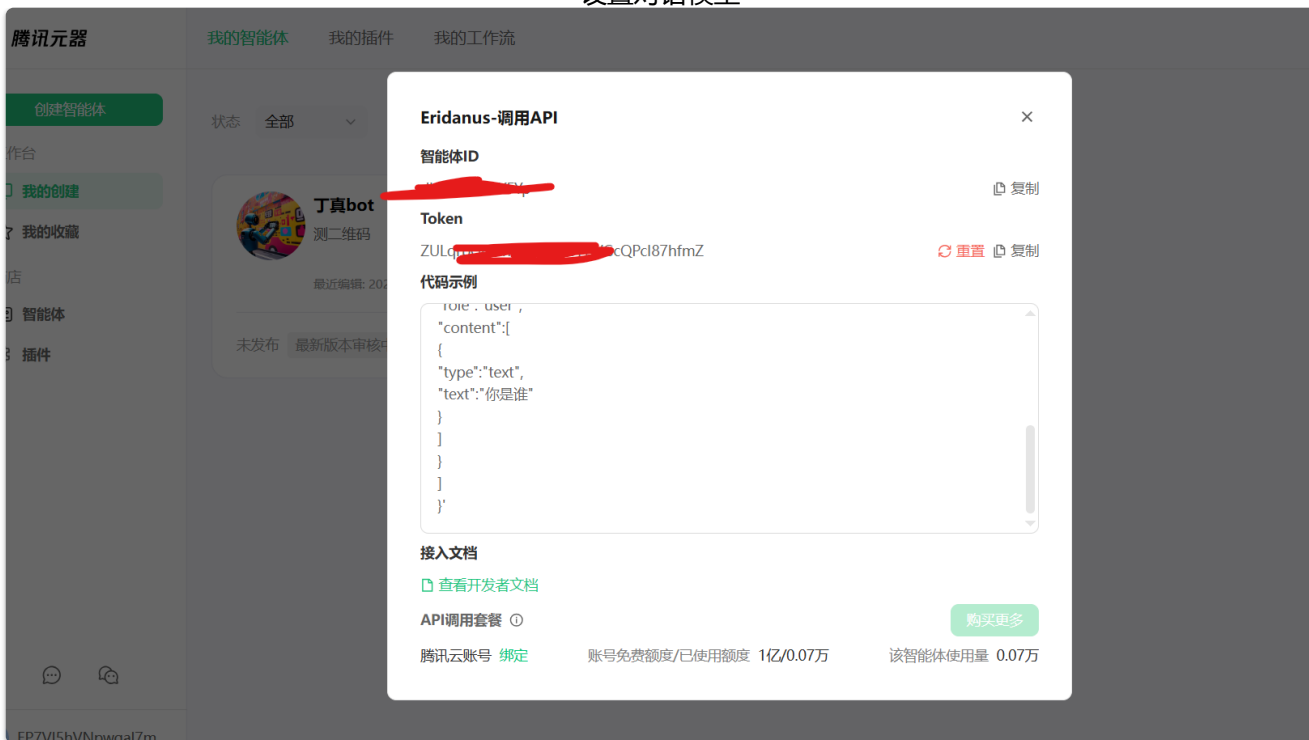 腾讯元器
我的智能体 我的插件 我的工作流
创建智能体
状态 全部
作台
我的创建
丁真bot
我的收藏
测二维码
店
最近编辑: 202
智能体
未发布 最新版本审核中
插件
Eridanus-调用API
智能体ID
复制
Token
ZULq cQPcI87hfmZ
重置 复制
代码示例
"role":"user",
"content":[
{
"type":"text",
"text":"你是谁"
}
]
}
]
}'
接入文档
查看开发者文档
API调用套餐
购买更多
腾讯云账号 绑定 账号免费额度/已使用额度 1亿/0.07万 该智能体使用量 0.07万